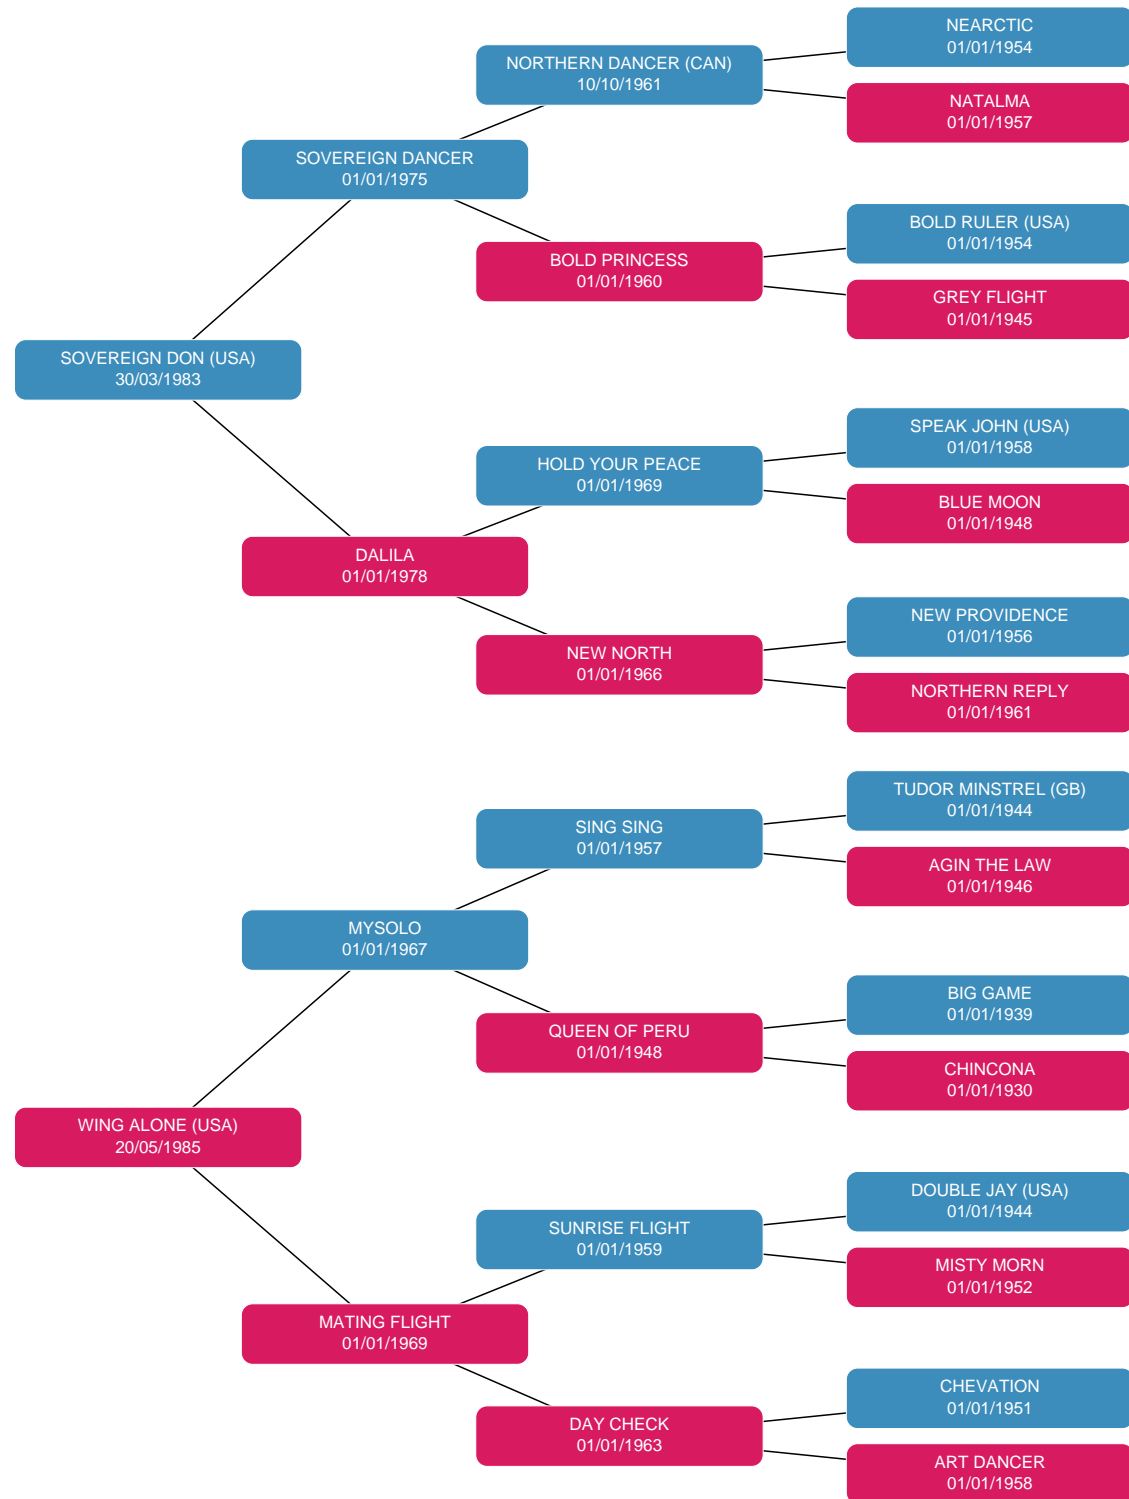 NEARCTIC
01/01/1954
NORTHERN DANCER (CAN)
10/10/1961
NATALMA
01/01/1957
SOVEREIGN DANCER
01/01/1975
BOLD RULER (USA)
01/01/1954
BOLD PRINCESS
01/01/1960
GREY FLIGHT
01/01/1945
SOVEREIGN DON (USA)
30/03/1983
SPEAK JOHN (USA)
01/01/1958
HOLD YOUR PEACE
01/01/1969
BLUE MOON
01/01/1948
DALILA
01/01/1978
NEW PROVIDENCE
01/01/1956
NEW NORTH
01/01/1966
NORTHERN REPLY
01/01/1961
TUDOR MINSTREL (GB)
01/01/1944
SING SING
01/01/1957
AGIN THE LAW
01/01/1946
MYSOLO
01/01/1967
BIG GAME
01/01/1939
QUEEN OF PERU
01/01/1948
CHINCONA
01/01/1930
WING ALONE (USA)
20/05/1985
DOUBLE JAY (USA)
01/01/1944
SUNRISE FLIGHT
01/01/1959
MISTY MORN
01/01/1952
MATING FLIGHT
01/01/1969
CHEVATION
01/01/1951
DAY CHECK
01/01/1963
ART DANCER
01/01/1958